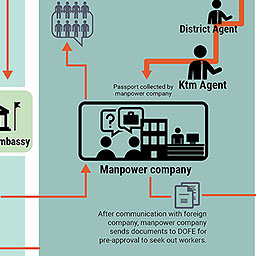 District Agent
Ktm Agent
Passport collected by
manpower company
mbassy
?
Manpower company
After communication with foreign
company, manpower company
sends documents to DOFE for
pre-approval to seek out workers.